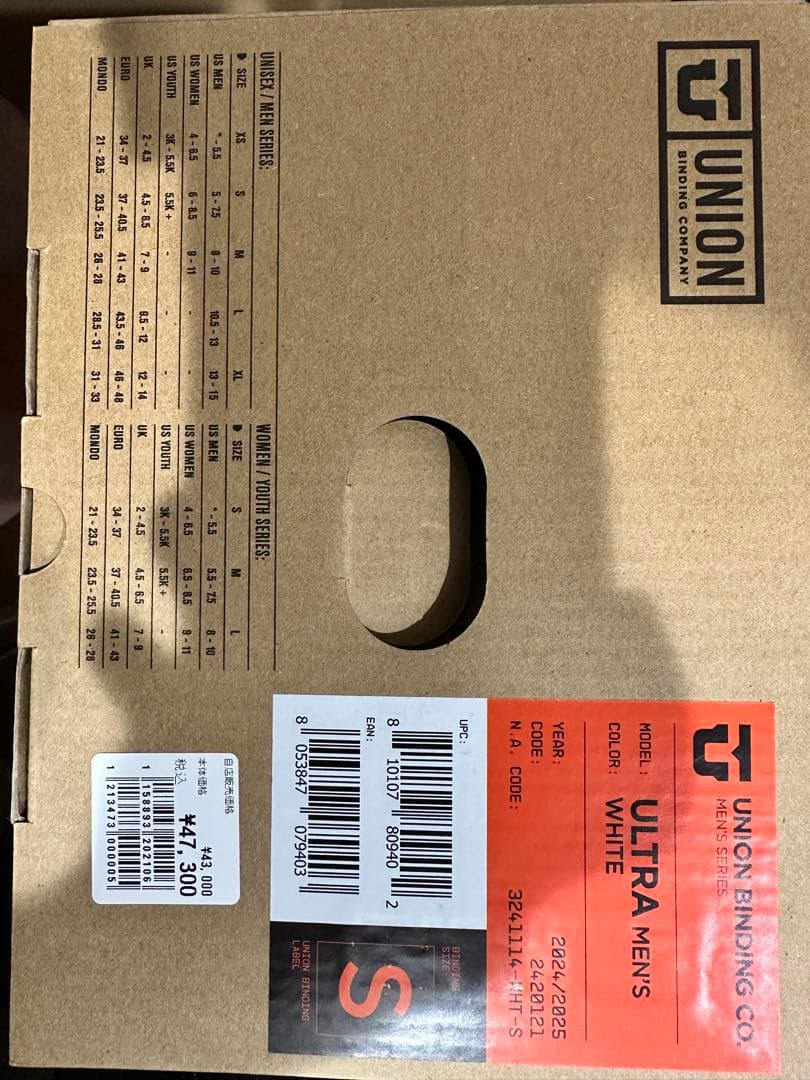 UNION
BINDING COMPANY
UNISEX / MEN SERIES:
SIZE XS S M L XL
US MEN *- 5.5 5 - 7.5 8 - 10 10.5 - 13 13 - 15
US WOMEN 4 - 6.5 6 - 8.5 9 - 11 - -
US YOUTH 3K - 5.5K 5.5K + - - -
UK 2 - 4.5 4.5 - 6.5 7 - 9 9.5 - 12 12 - 14
EURO 34 - 37 37 - 40.5 41 - 43 43.5 - 46 46 - 48
MONDO 21 - 23.5 23.5 - 25.5 26 - 28 28.5 - 31 31 - 33
WOMEN / YOUTH SERIES:
SIZE S M L
US MEN *- 5.5 5.5 - 7.5 8 - 10
US WOMEN 4 - 6.5 6.5 - 8.5 9 - 11
US YOUTH 3K - 5.5K 5.5K + -
UK 2 - 4.5 4.5 - 6.5 7 - 9
EURO 34 - 37 37 - 40.5 41 - 43
MONDO 21 - 23.5 23.5 - 25.5 26 - 28
UNION BINDING CO.
MEN'S SERIES
MODEL: ULTRA MEN'S
COLOR: WHITE
YEAR: 2024/2025
CODE: 2420121
N.A. CODE: 3241114-WHT-S
UPC:
8 10107 80940 2
EAN:
8 053847 079403
BINDING
SIZE
S
UNION BINDING
LABEL
自店販売価格
本体価格 ¥43,000
税込 ¥47,300
1 158893 202106
1 213473 000005